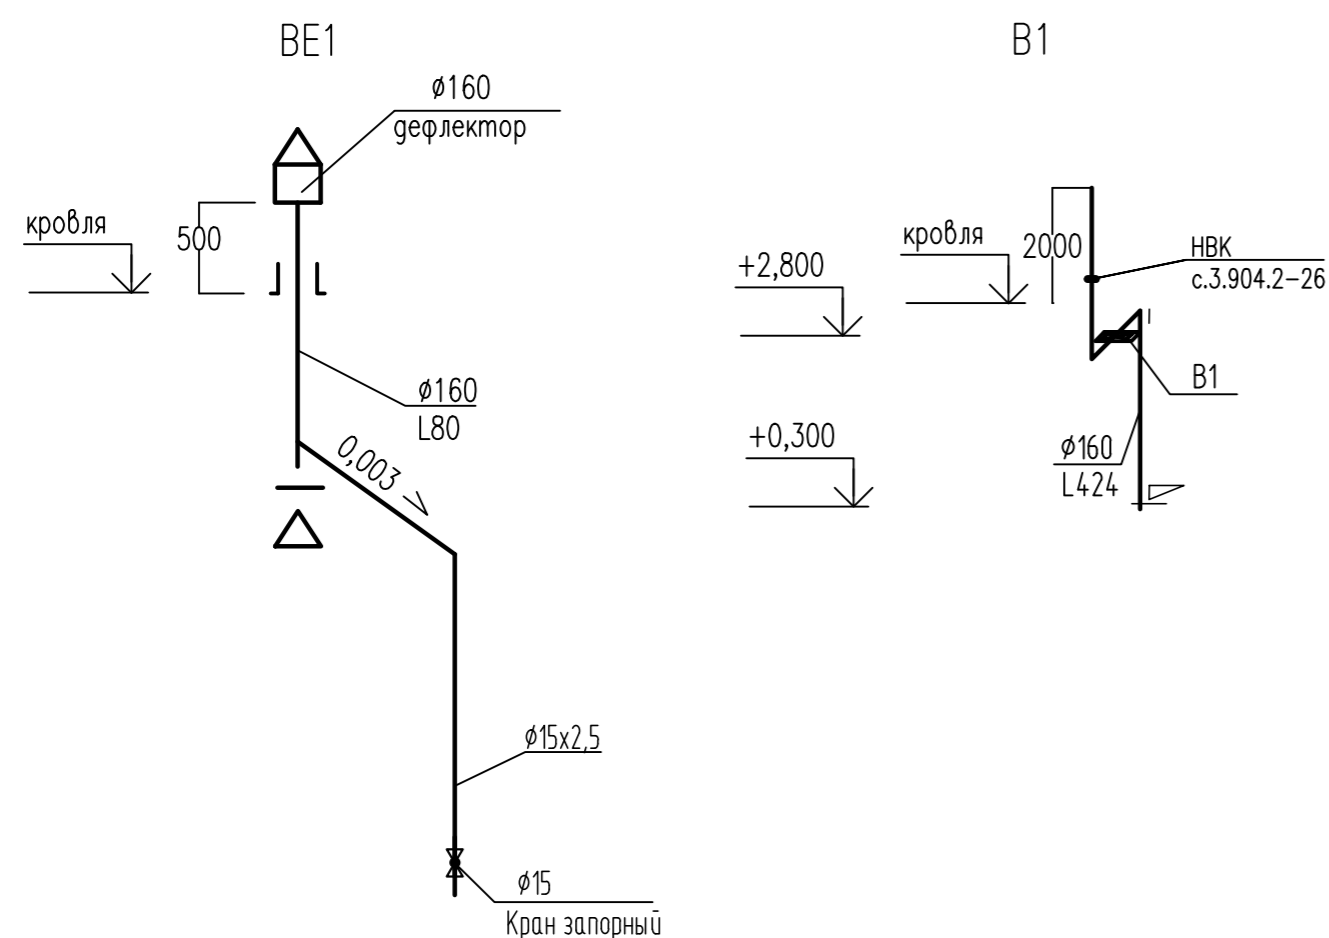 ВЕ1
ø160
дефлектор
кровля
500
ø160
L80
0,003
ø15х2,5
ø15
Кран запорный
В1
+2,800
+0,300
кровля
2000
НВК
с.3.904.2-26
В1
ø160
L424